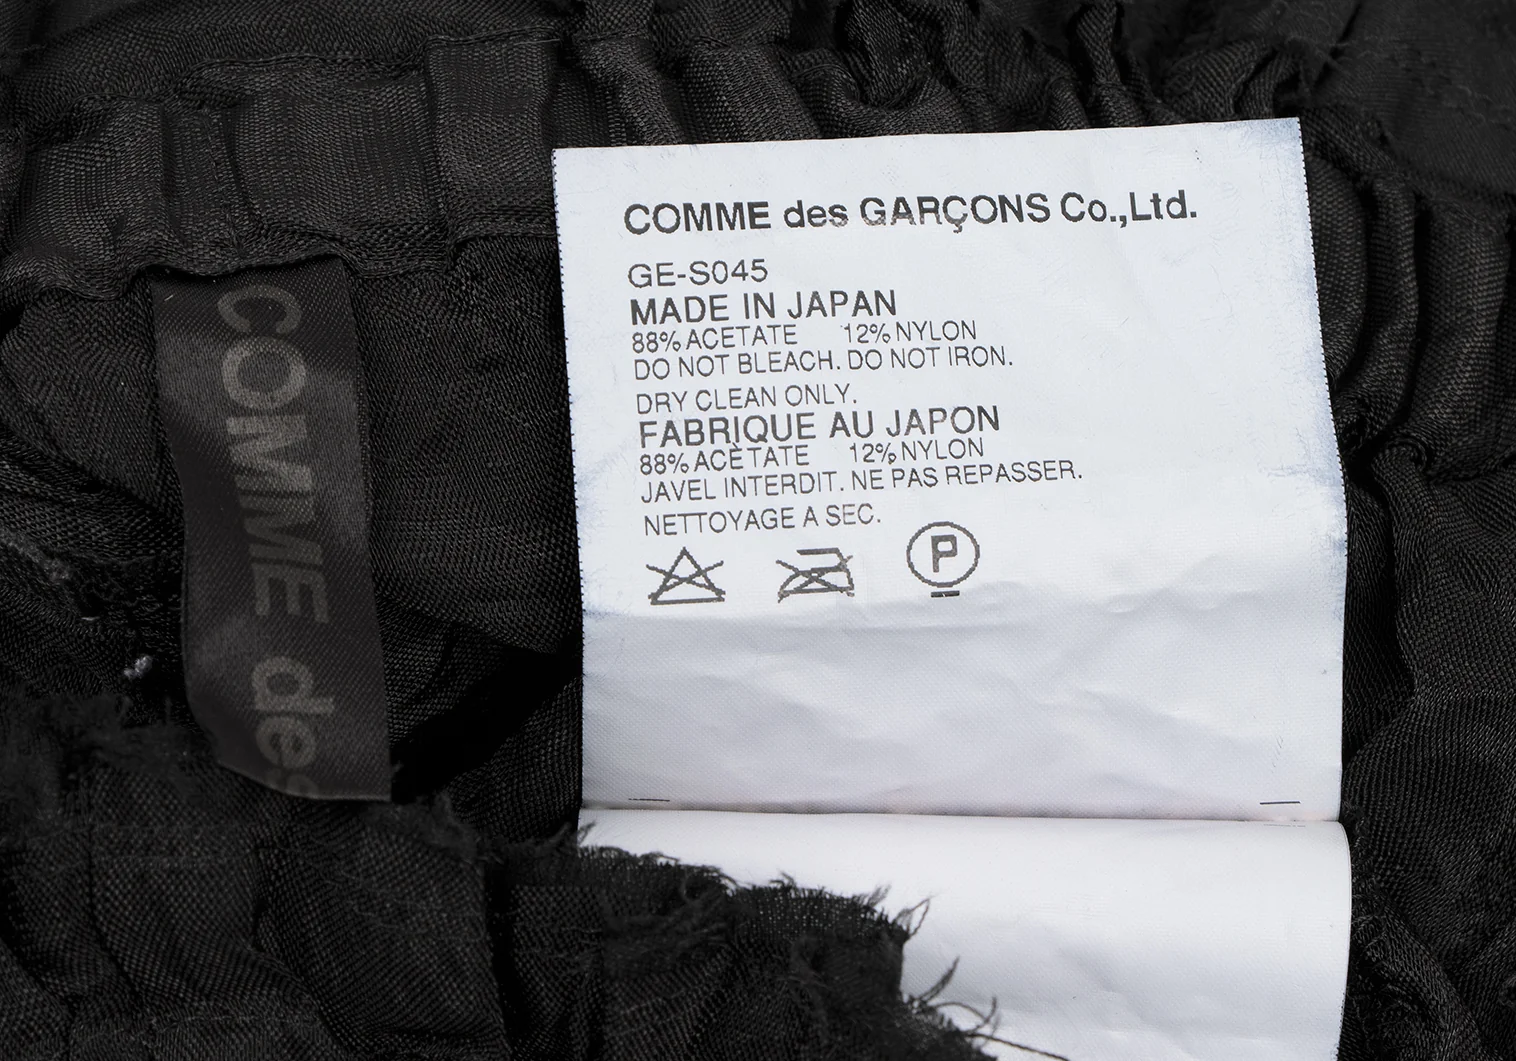 COMME des
COMME des GARÇONS Co.,Ltd.
GE-S045
MADE IN JAPAN
88% ACETATE 12% NYLON
DO NOT BLEACH. DO NOT IRON.
DRY CLEAN ONLY.
FABRIQUE AU JAPON
88% ACÈTATE 12% NYLON
JAVEL INTERDIT. NE PAS REPASSER.
NETTOYAGE A SEC.
P